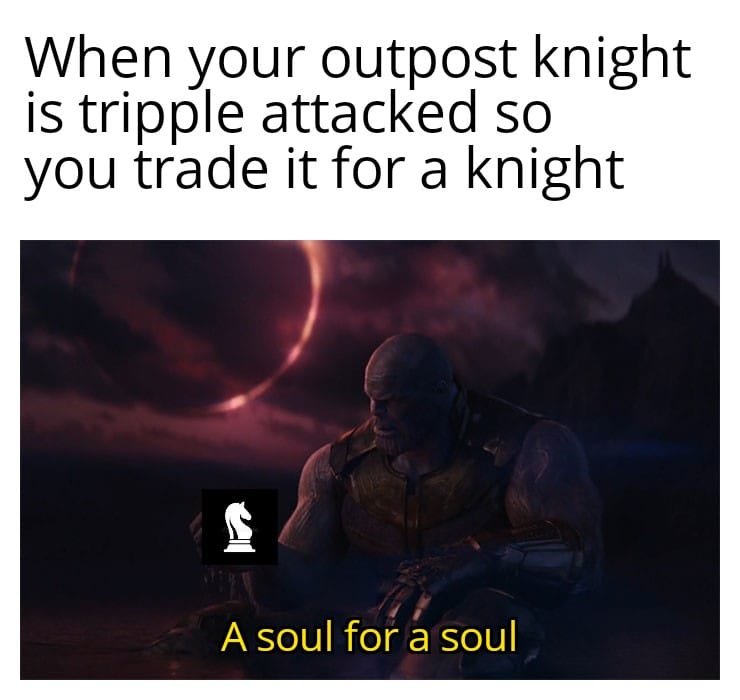 When your outpost knight
is tripple attacked so
you trade it for a knight
A soul for a soul